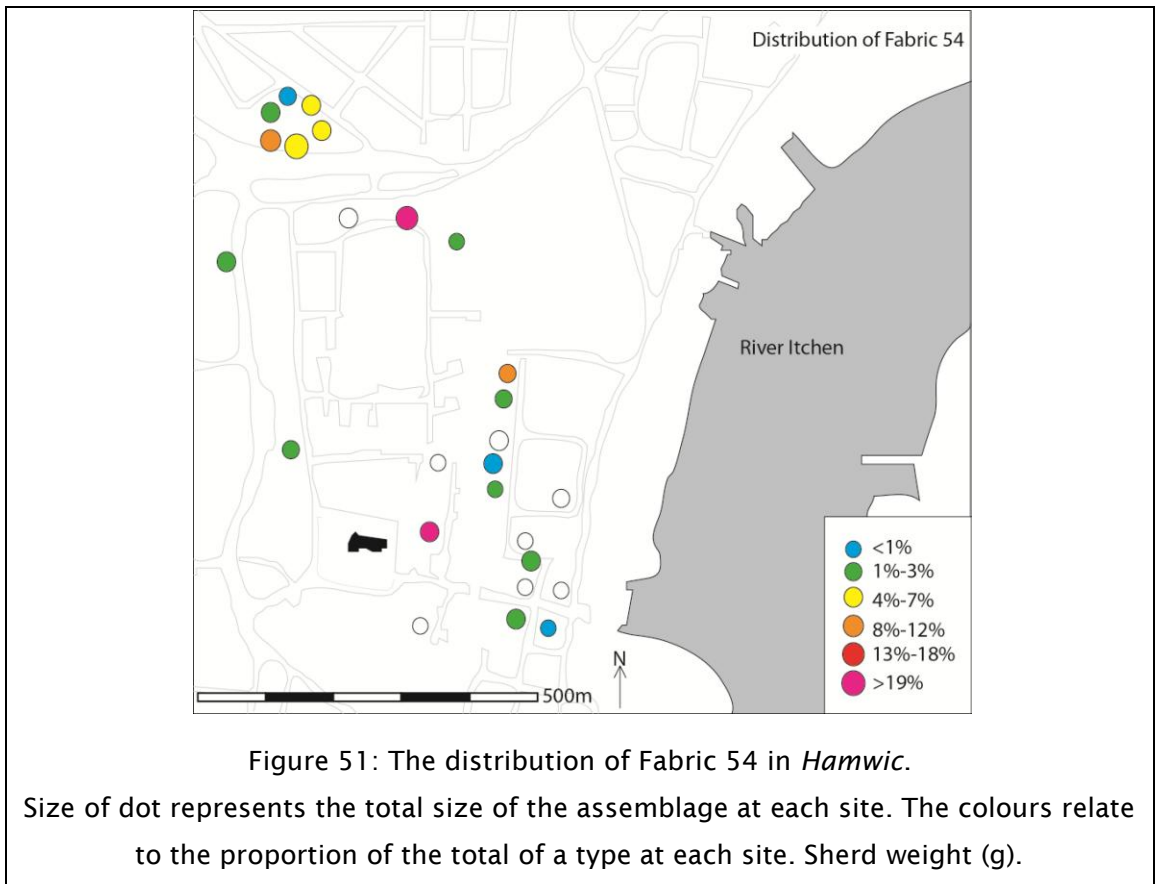 Distribution of Fabric 54
River Itchen
<1%
1%-3%
4%-7%
8%-12%
13%-18%
>19%
N
500m
Figure 51: The distribution of Fabric 54 in Hamwic.
Size of dot represents the total size of the assemblage at each site. The colours relate
to the proportion of the total of a type at each site. Sherd weight (g).